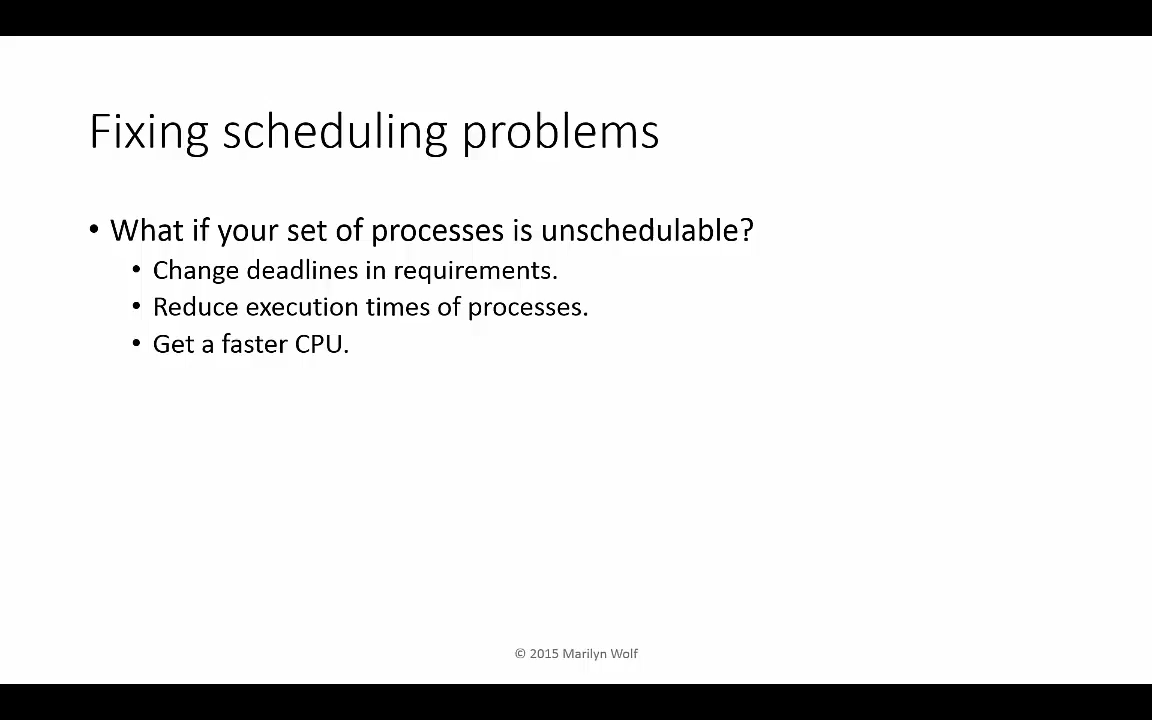 Fixing scheduling problems
• What if your set of processes is unschedulable?
• Change deadlines in requirements.
• Reduce execution times of processes.
• Get a faster CPU.
© 2015 Marilyn Wolf